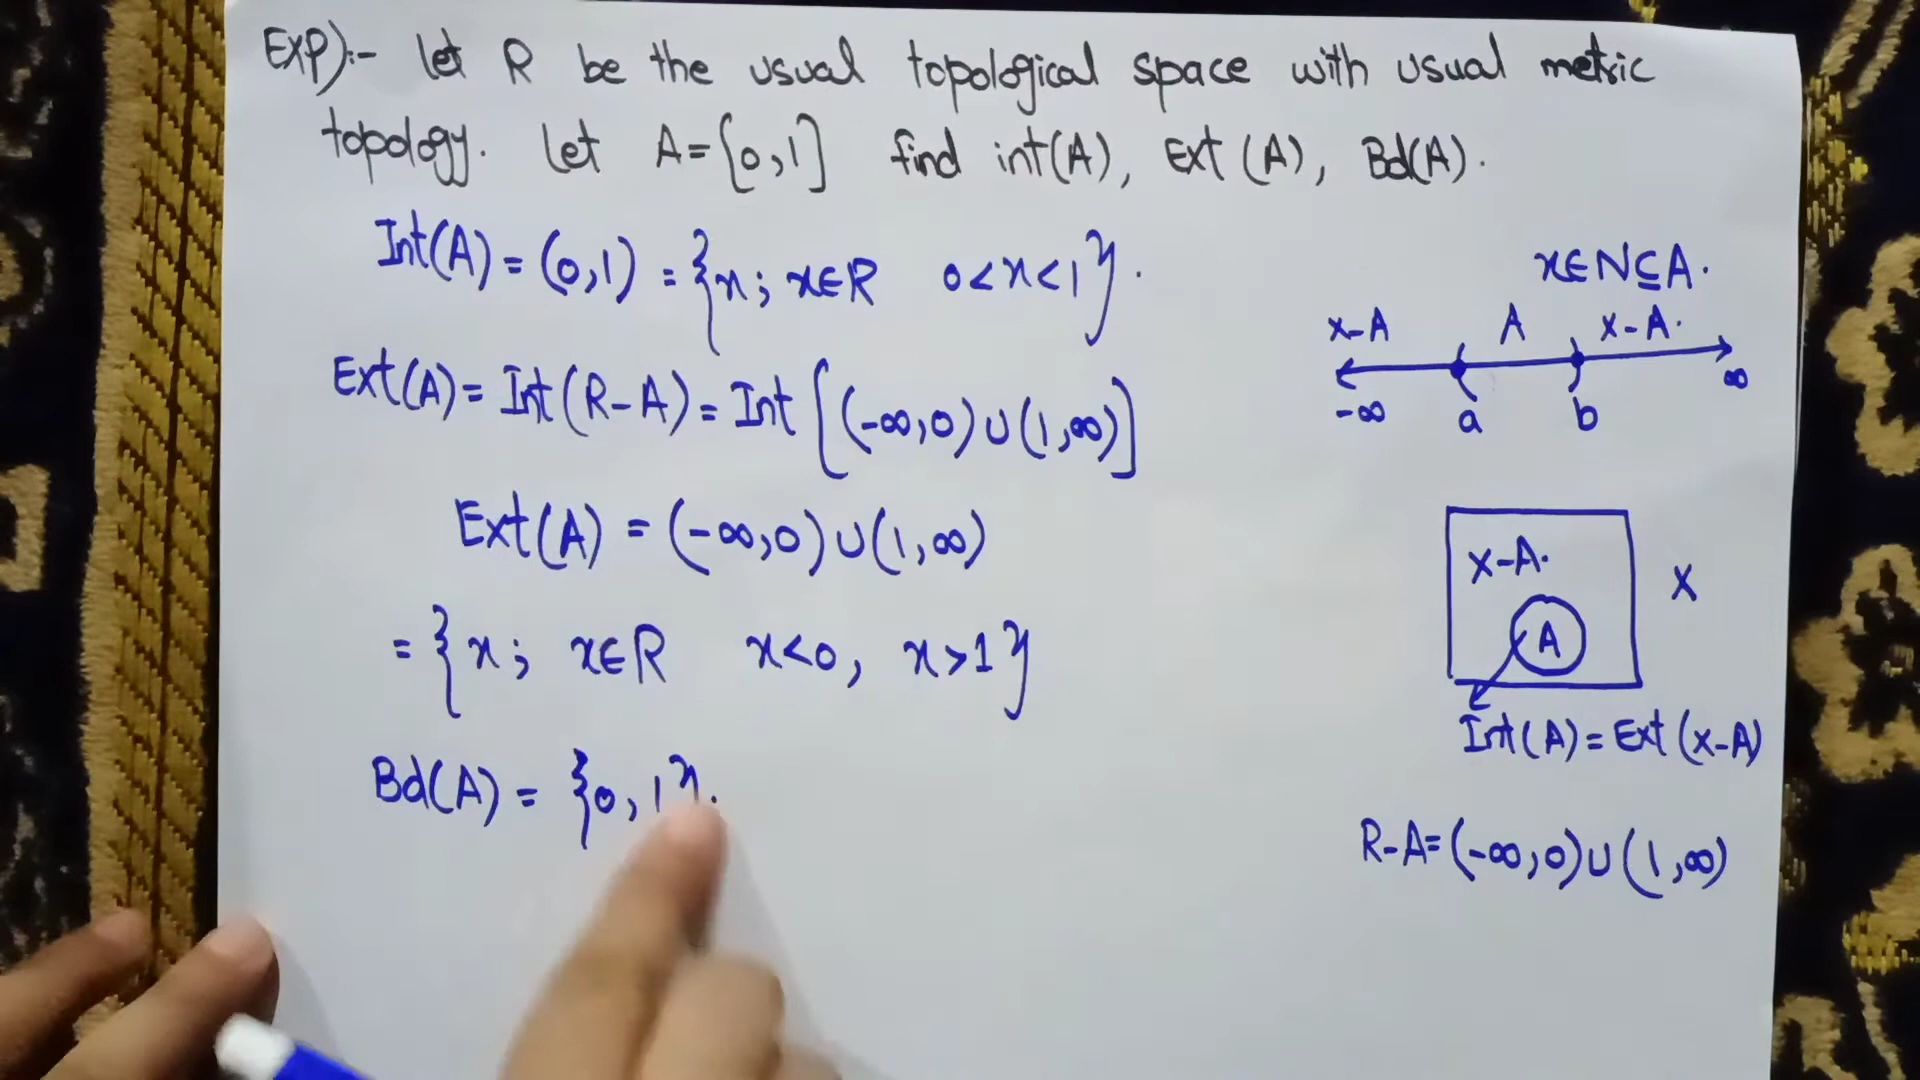 EXP):- let R be the usual topological space with usual metric
topology. Let A=[0,1] find int(A), Ext (A), Bd(A).
Int(A) = (0,1) = {x; x∈R 0<x<1}.
Ext(A) = Int(R-A) = Int [(-∞,0)∪(1,∞)]
Ext(A) = (-∞,0)∪(1,∞)
= {x; x∈R x<0, x>1}
Bd(A) = {0,1}.
x∈N⊆A.
X-A A X-A.
-∞ a b ∞
X-A.
X
A
Int(A) = Ext (X-A)
R-A=(-∞,0)∪(1,∞)